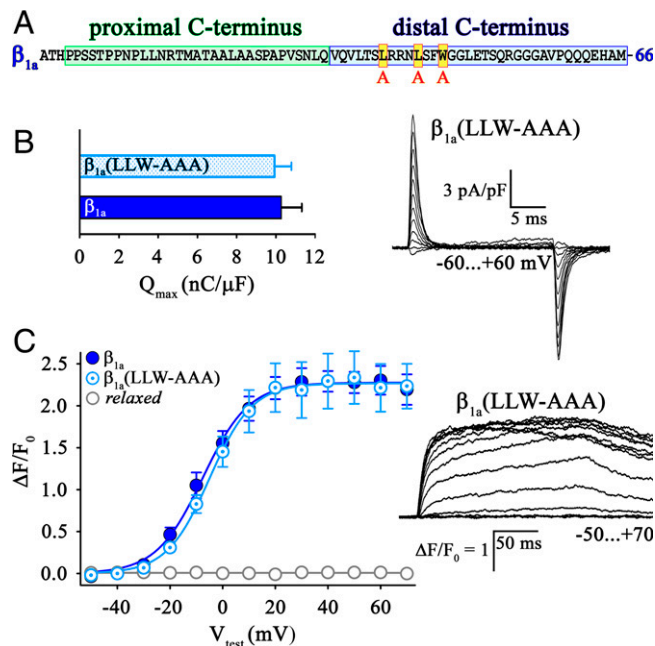 A
proximal C-terminus
distal C-terminus
β1a ATHPPSSTPPNPLLNRTMATAALAASPAPVSNLQVQVLTSLRRNLSFWGGLETSQRGGGAVPQQQEHAM-66
A A A
B
β1a(LLW-AAA)
β1a
0 2 4 6 8 10 12
Qmax (nC/µF)
β1a(LLW-AAA)
3 pA/pF
5 ms
-60...+60 mV
C
β1a
β1a(LLW-AAA)
relaxed
2.5
2.0
1.5
1.0
0.5
0.0
ΔF/F0
-40 -20 0 20 40 60
Vtest (mV)
β1a(LLW-AAA)
-50...+70
ΔF/F0 = 1
50 ms